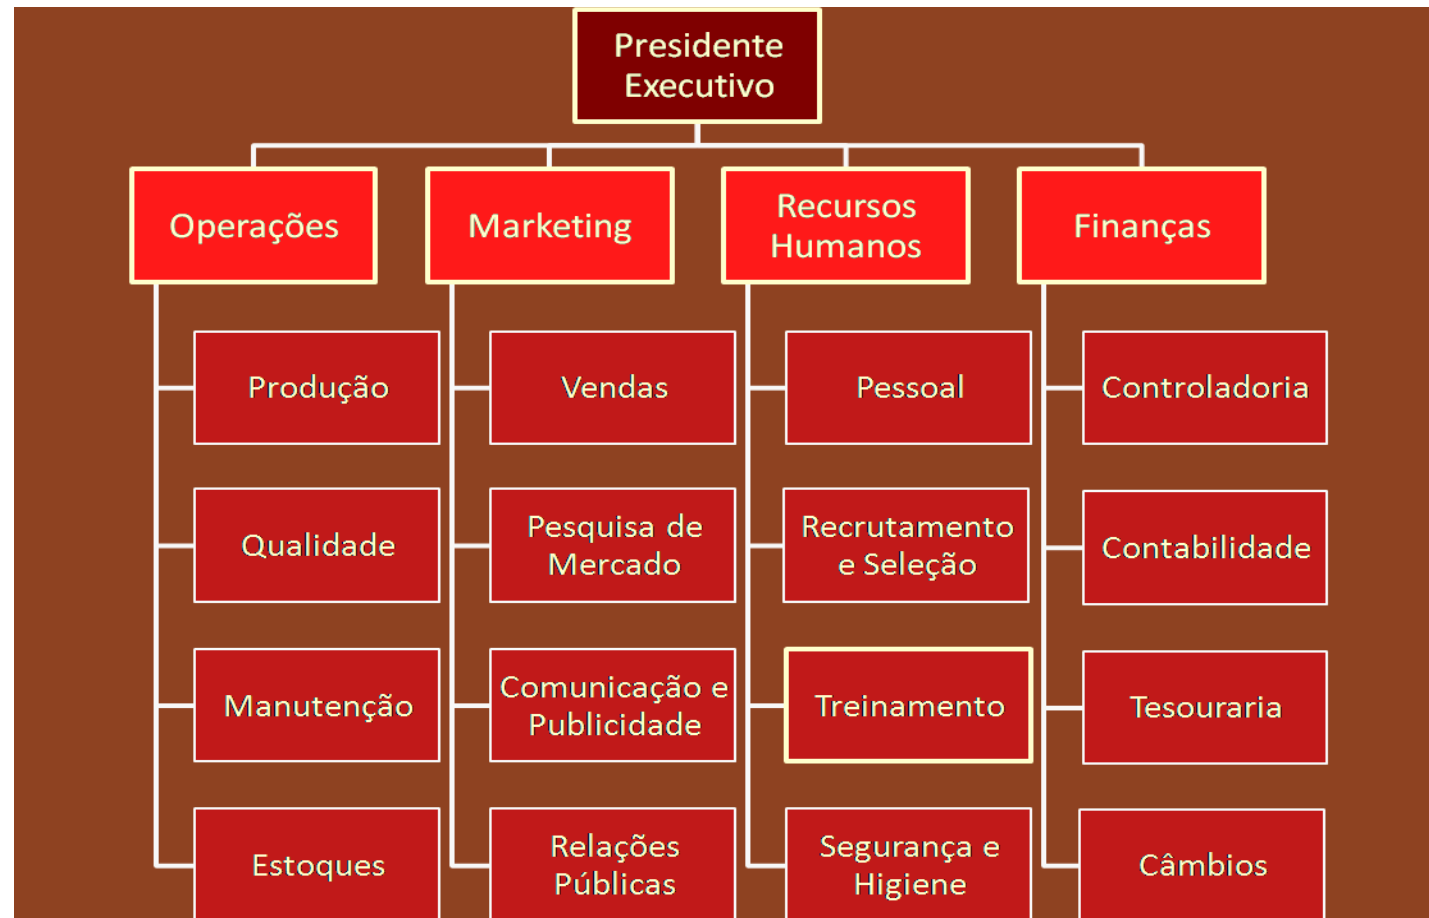 Presidente
Executivo
Operações
Marketing
Recursos
Humanos
Finanças
Produção
Vendas
Pessoal
Controladoria
Qualidade
Pesquisa de
Mercado
Recrutamento
e Seleção
Contabilidade
Manutenção
Comunicação e
Publicidade
Treinamento
Tesouraria
Estoques
Relações
Públicas
Segurança e
Higiene
Câmbios